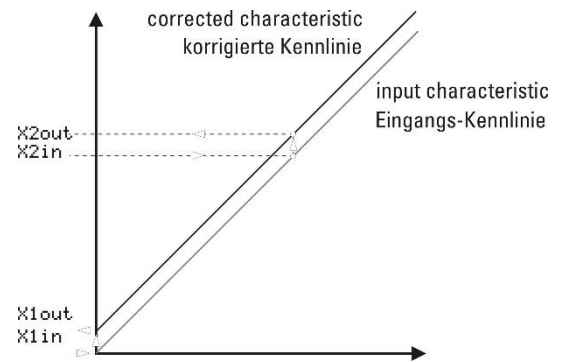 corrected characteristic
korrigierte Kennlinie
input characteristic
Eingangs-Kennlinie
X2out
X2in
X1out
X1in